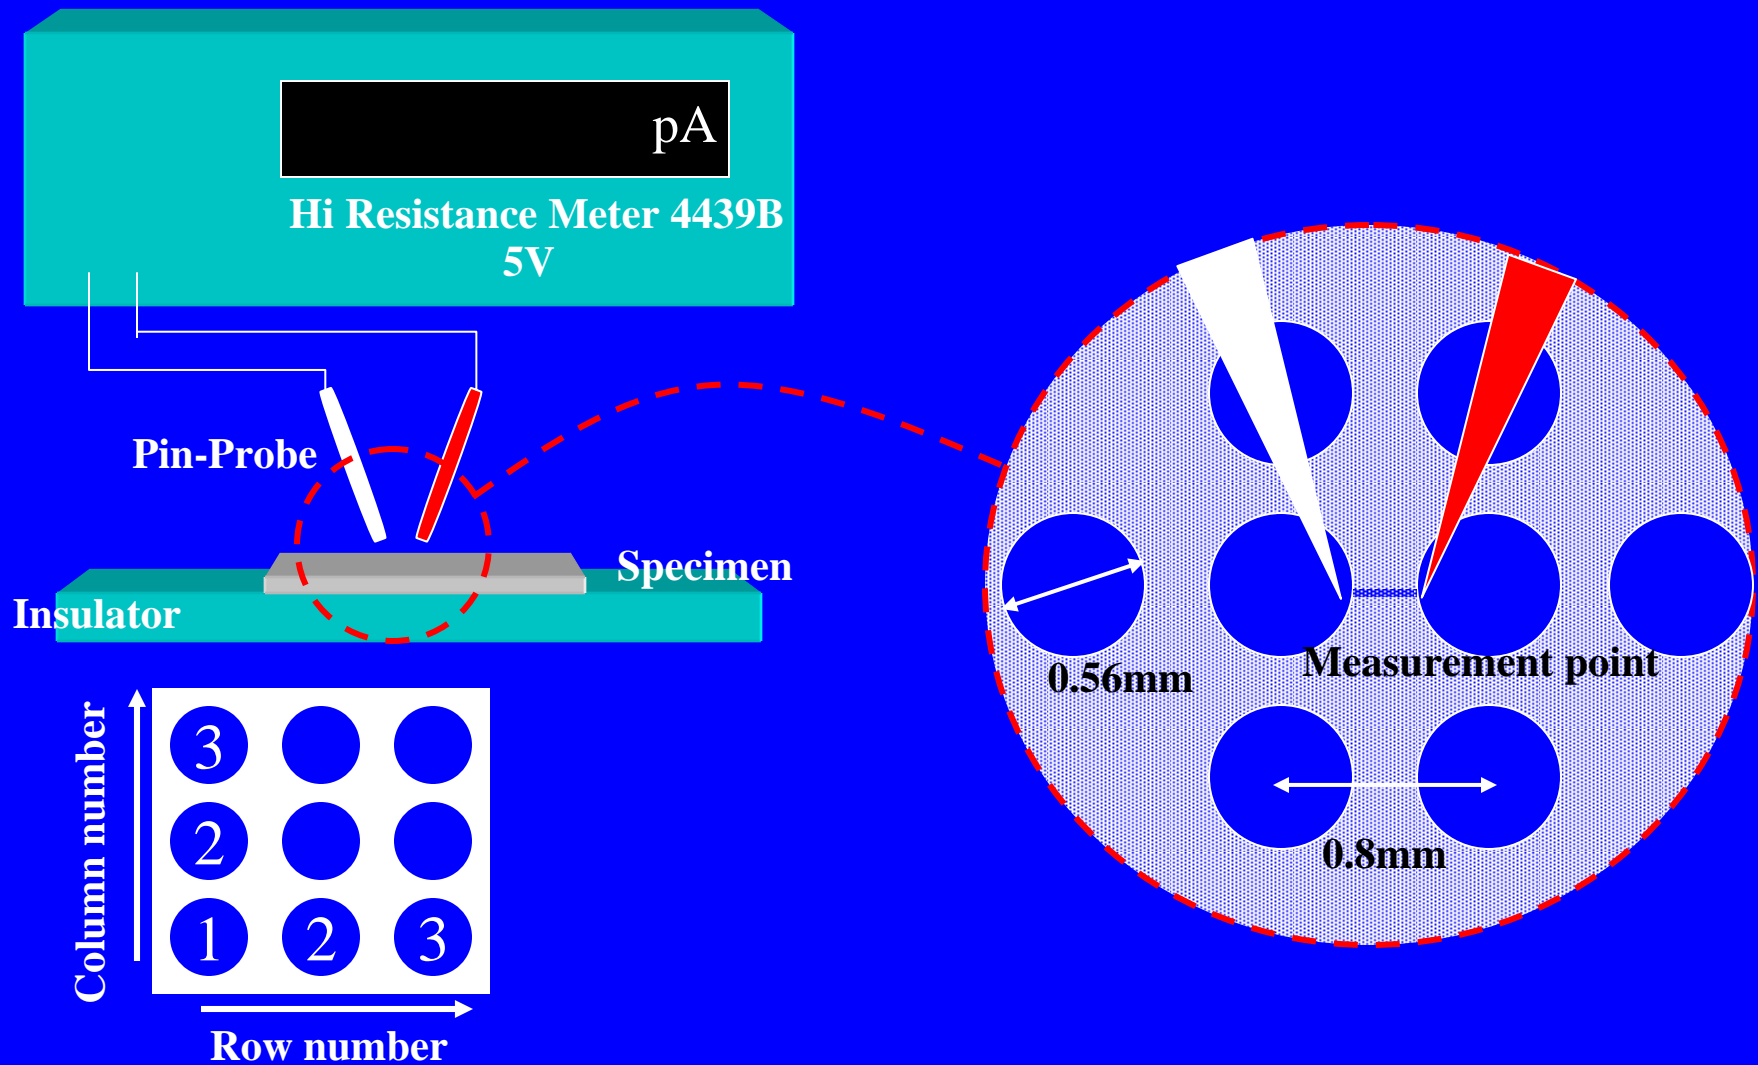 pA
Hi Resistance Meter 4439B
5V
Pin-Probe
Specimen
Insulator
0.56mm
Measurement point
0.8mm
Column number
3
2
1 2 3
Row number